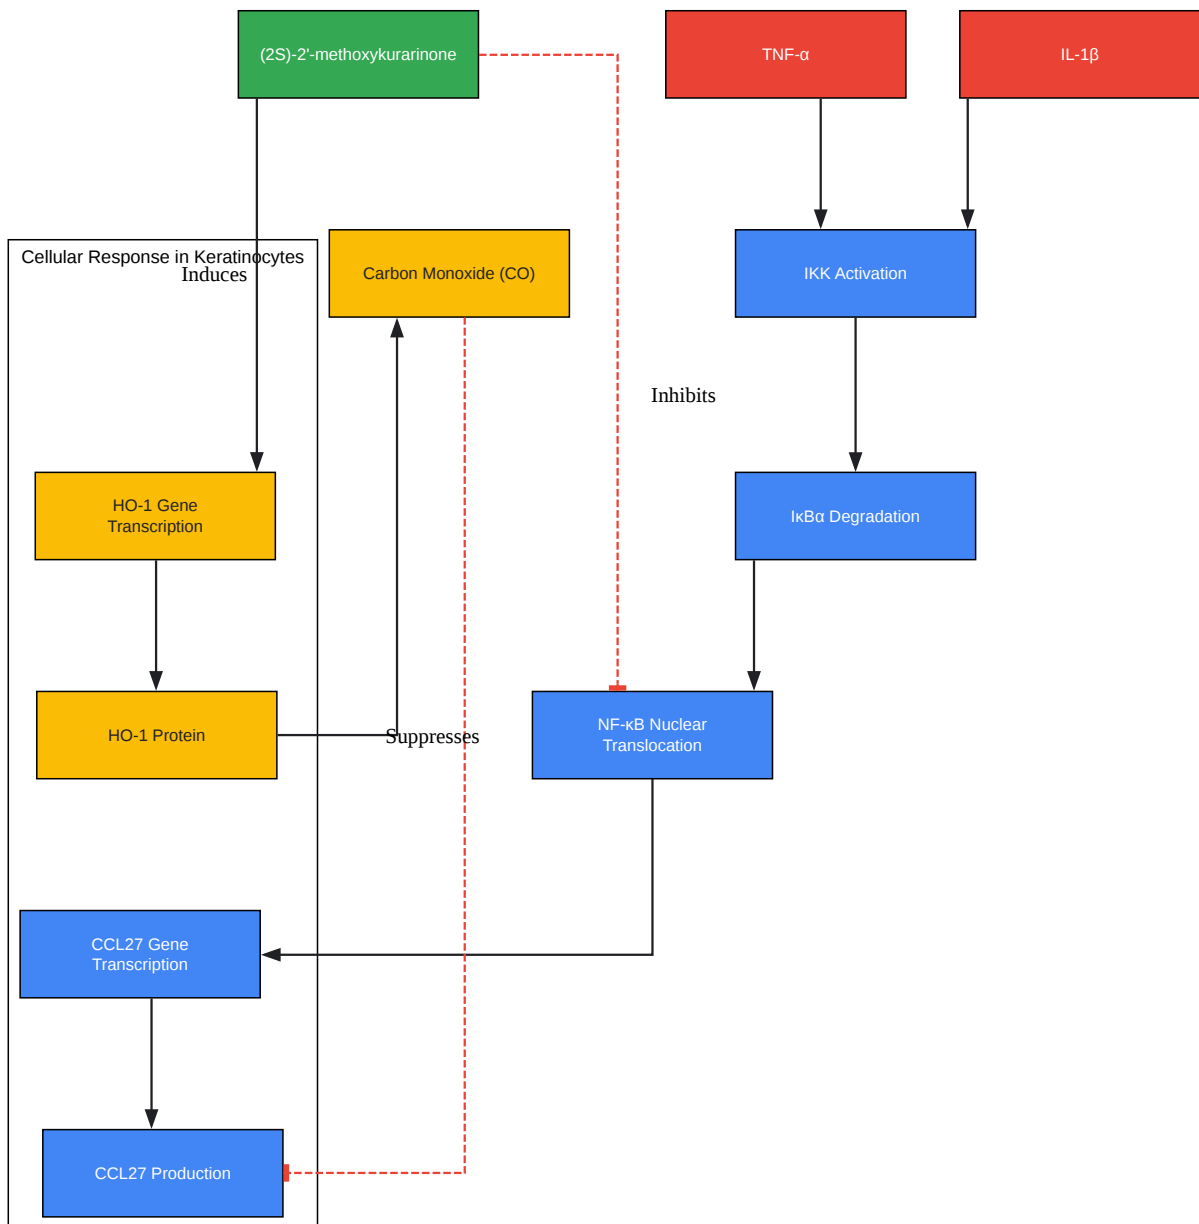 (2S)-2'-methoxykurarinone
TNF-α
IL-1β
Cellular Response in Keratinocytes
Induces
Carbon Monoxide (CO)
IKK Activation
Inhibits
HO-1 Gene
Transcription
IκBα Degradation
HO-1 Protein
Suppresses
NF-κB Nuclear
Translocation
CCL27 Gene
Transcription
CCL27 Production